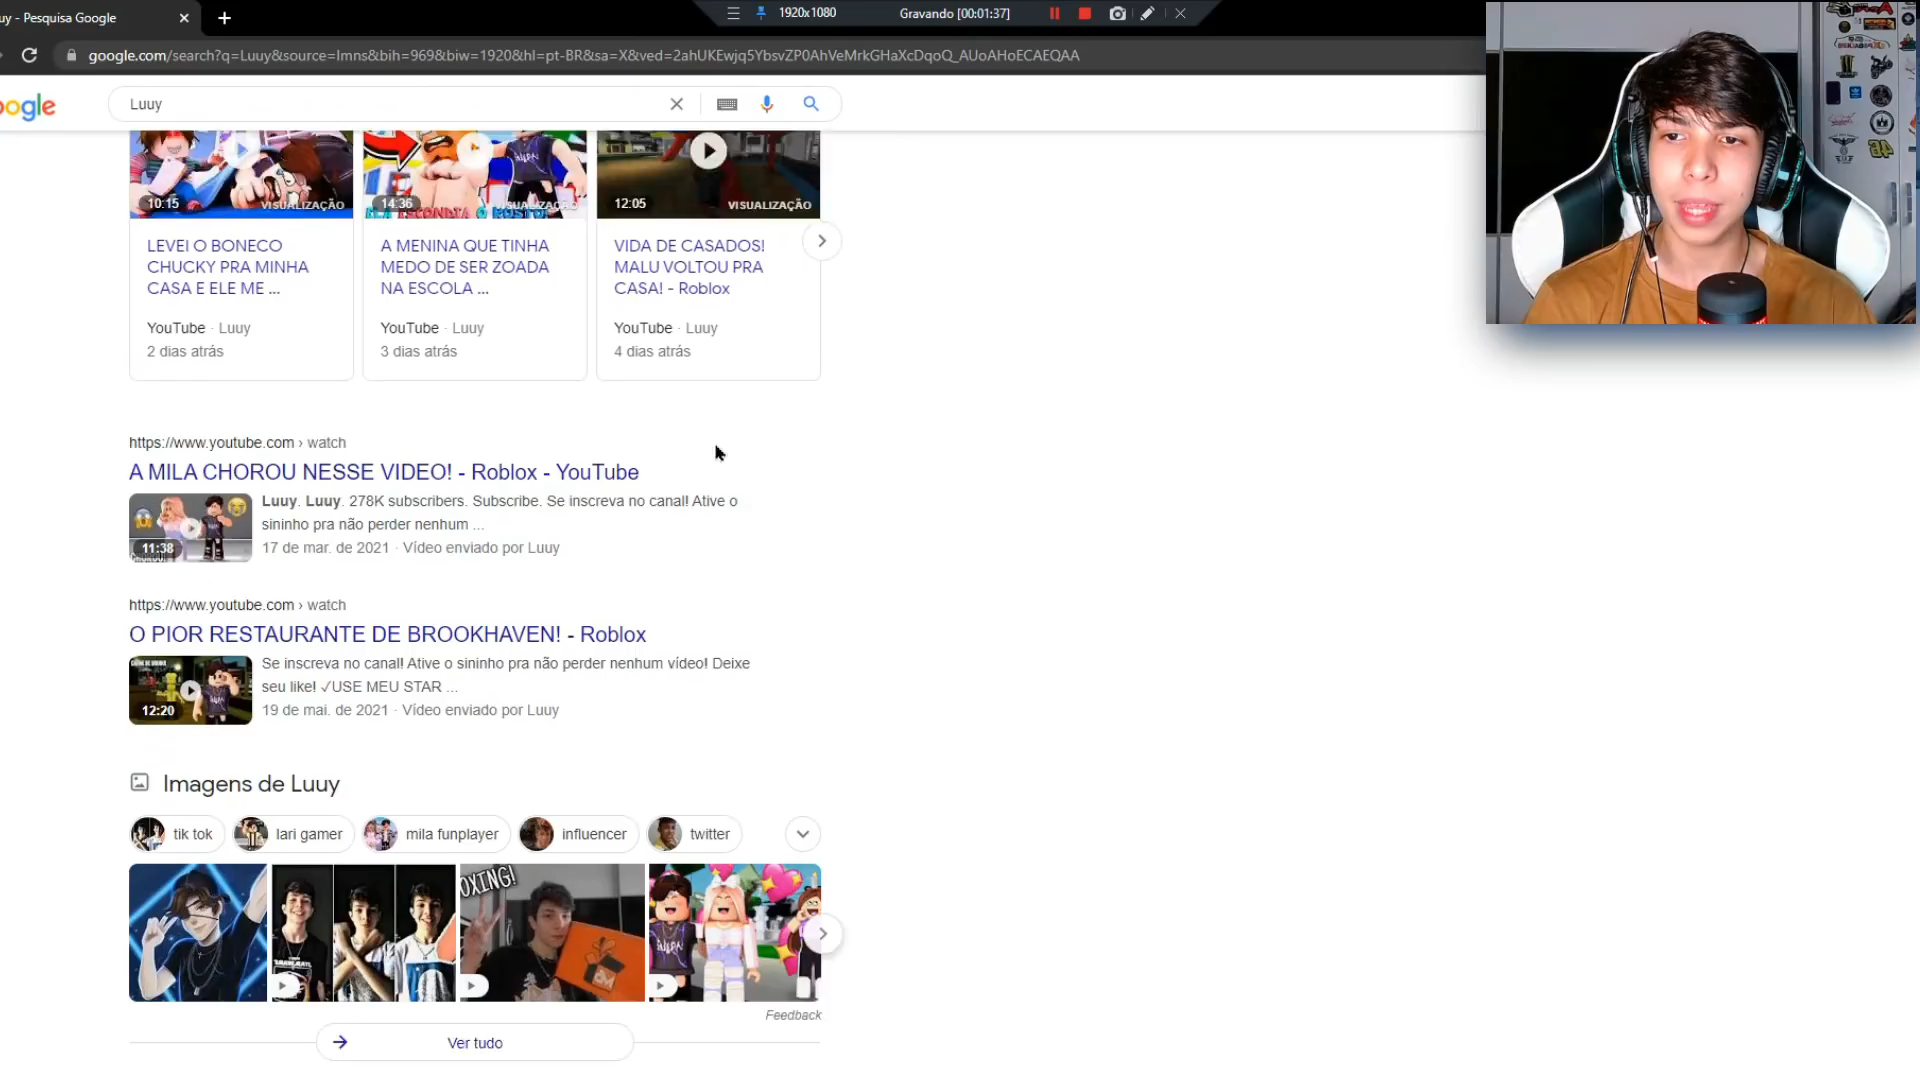 uy - Pesquisa Google
1920x1080
Gravando [00:01:37]
google.com/search?q=Luuy&source=lmns&bih=969&biw=1920&hl=pt-BR&sa=X&ved=2ahUKEwjq5YbsvZP0AhVeMrkGHaXcDqoQ_AUoAHoECAEQAA
oogle
Luuy
10:15
VISUALIZAÇÃO
14:36
VISUALIZAÇÃO
ELA ESCONDIA O ROSTO!
12:05
VISUALIZAÇÃO
LEVEI O BONECO
CHUCKY PRA MINHA
CASA E ELE ME ...
YouTube · Luuy
2 dias atrás
A MENINA QUE TINHA
MEDO DE SER ZOADA
NA ESCOLA ...
YouTube · Luuy
3 dias atrás
VIDA DE CASADOS!
MALU VOLTOU PRA
CASA! - Roblox
YouTube · Luuy
4 dias atrás
https://www.youtube.com › watch
A MILA CHOROU NESSE VIDEO! - Roblox - YouTube
11:38
Luuy. Luuy. 278K subscribers. Subscribe. Se inscreva no canal! Ative o
sininho pra não perder nenhum ...
17 de mar. de 2021 · Vídeo enviado por Luuy
https://www.youtube.com › watch
O PIOR RESTAURANTE DE BROOKHAVEN! - Roblox
12:20
Se inscreva no canal! Ative o sininho pra não perder nenhum vídeo! Deixe
seu like! ✓USE MEU STAR ...
19 de mai. de 2021 · Vídeo enviado por Luuy
Imagens de Luuy
tik tok
lari gamer
mila funplayer
influencer
twitter
OXING!
Feedback
Ver tudo